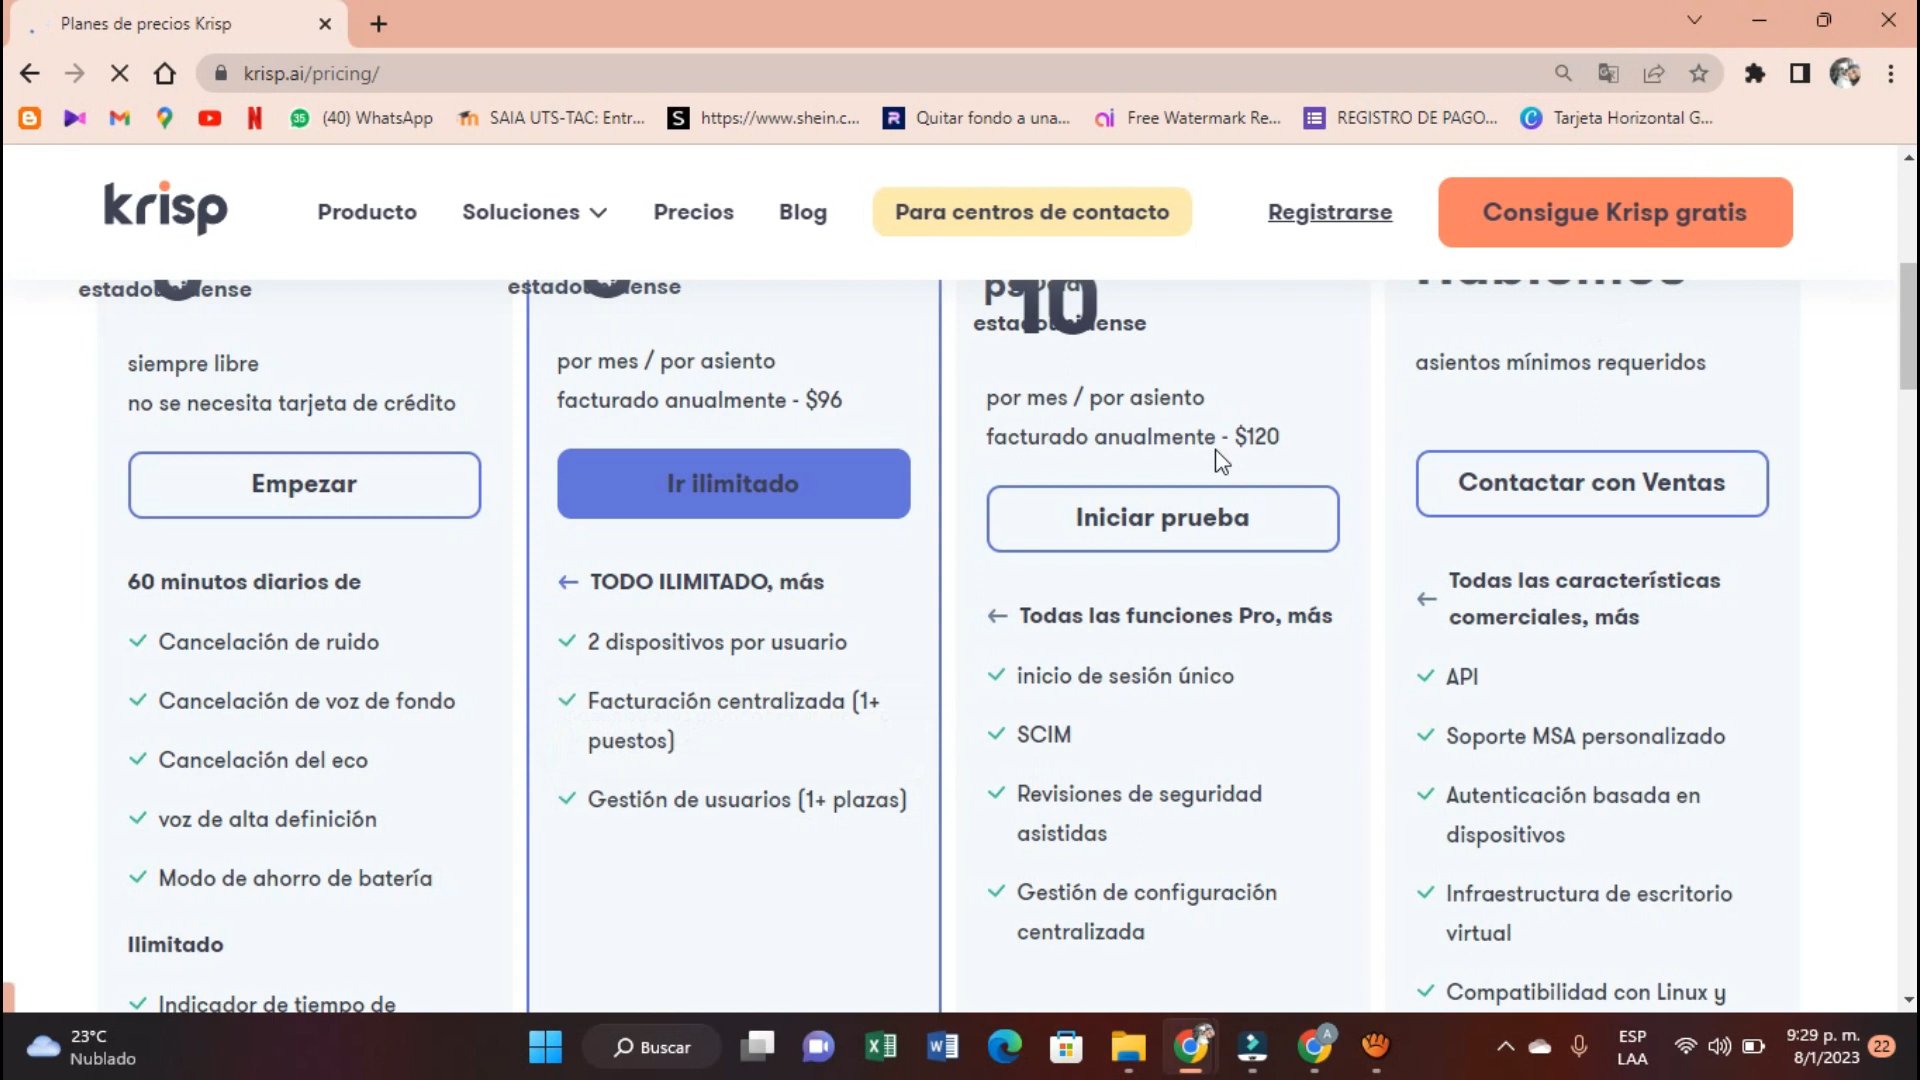 Planes de precios Krisp
krisp.ai/pricing/
35
(40) WhatsApp
SAIA UTS-TAC: Entr...
S
https://www.shein.c...
R
Quitar fondo a una...
Free Watermark Re...
REGISTRO DE PAGO...
Tarjeta Horizontal G...
krisp
Producto
Soluciones
Precios
Blog
Para centros de contacto
Registrarse
Consigue Krisp gratis
siempre libre
no se necesita tarjeta de crédito
Empezar
60 minutos diarios de
Cancelación de ruido
Cancelación de voz de fondo
Cancelación del eco
voz de alta definición
Modo de ahorro de batería
Ilimitado
Indicador de tiempo de
por mes / por asiento
facturado anualmente - $96
Ir ilimitado
← TODO ILIMITADO, más
2 dispositivos por usuario
Facturación centralizada (1+
puestos)
Gestión de usuarios (1+ plazas)
10
por mes / por asiento
facturado anualmente - $120
Iniciar prueba
← Todas las funciones Pro, más
inicio de sesión único
SCIM
Revisiones de seguridad
asistidas
Gestión de configuración
centralizada
asientos mínimos requeridos
Contactar con Ventas
← Todas las características
comerciales, más
API
Soporte MSA personalizado
Autenticación basada en
dispositivos
Infraestructura de escritorio
virtual
Compatibilidad con Linux y
23°C
Nublado
Buscar
ESP
LAA
9:29 p. m.
8/1/2023
22